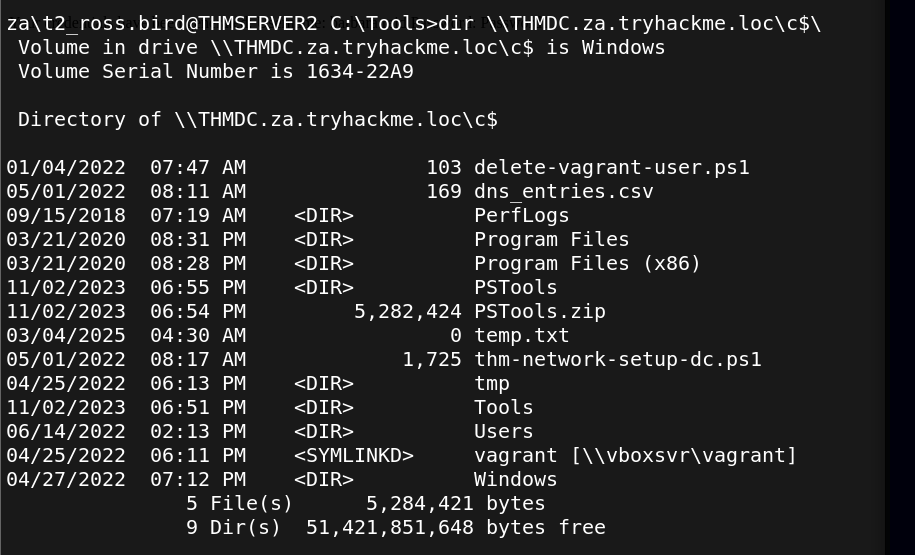 za\t2_ross.bird@THMSERVER2 C:\Tools>dir \\THMDC.za.tryhackme.loc\c$\
 Volume in drive \\THMDC.za.tryhackme.loc\c$ is Windows
 Volume Serial Number is 1634-22A9

 Directory of \\THMDC.za.tryhackme.loc\c$

01/04/2022  07:47 AM               103 delete-vagrant-user.ps1
05/01/2022  08:11 AM               169 dns_entries.csv
09/15/2018  07:19 AM    <DIR>          PerfLogs
03/21/2020  08:31 PM    <DIR>          Program Files
03/21/2020  08:28 PM    <DIR>          Program Files (x86)
11/02/2023  06:55 PM    <DIR>          PSTools
11/02/2023  06:54 PM         5,282,424 PSTools.zip
03/04/2025  04:30 AM                 0 temp.txt
05/01/2022  08:17 AM             1,725 thm-network-setup-dc.ps1
04/25/2022  06:13 PM    <DIR>          tmp
11/02/2023  06:51 PM    <DIR>          Tools
06/14/2022  02:13 PM    <DIR>          Users
04/25/2022  06:11 PM    <SYMLINKD>     vagrant [\\vboxsvr\vagrant]
04/27/2022  07:12 PM    <DIR>          Windows
               5 File(s)      5,284,421 bytes
               9 Dir(s)  51,421,851,648 bytes free